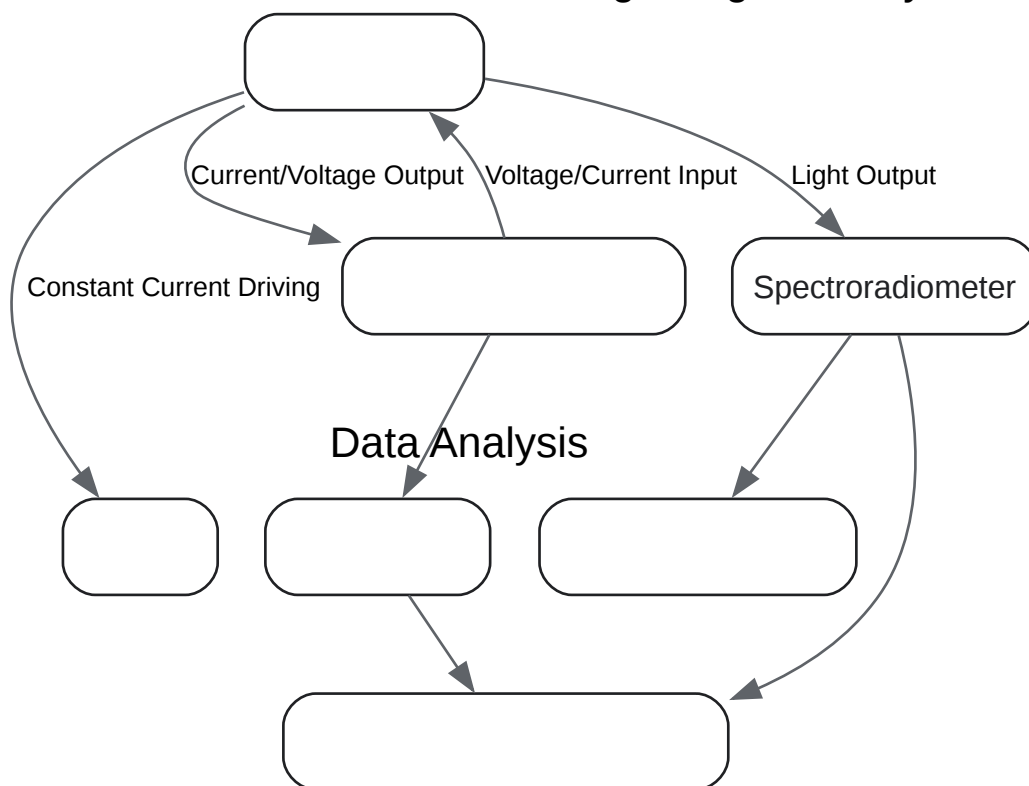 Current/Voltage Output
Voltage/Current Input
Light Output
Constant Current Driving
Spectroradiometer
Data Analysis